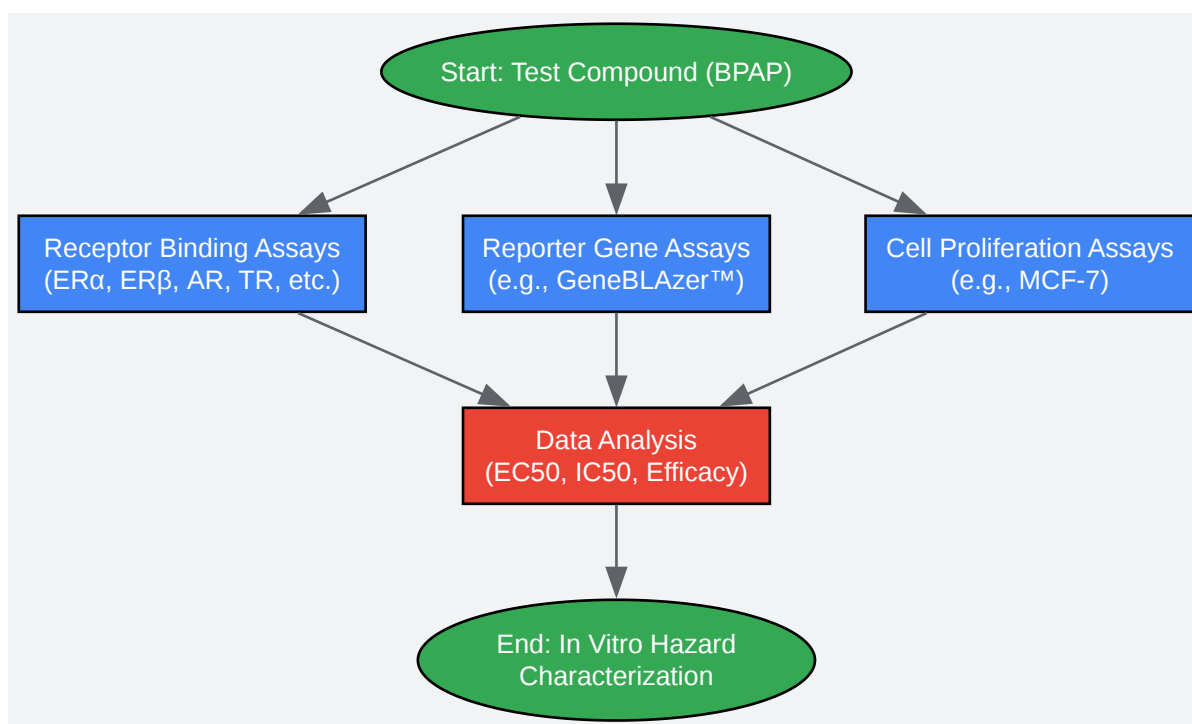 Start: Test Compound (BPAP)
Receptor Binding Assays
(ERα, ERβ, AR, TR, etc.)
Reporter Gene Assays
(e.g., GeneBLAzer™)
Cell Proliferation Assays
(e.g., MCF-7)
Data Analysis
(EC50, IC50, Efficacy)
End: In Vitro Hazard
Characterization